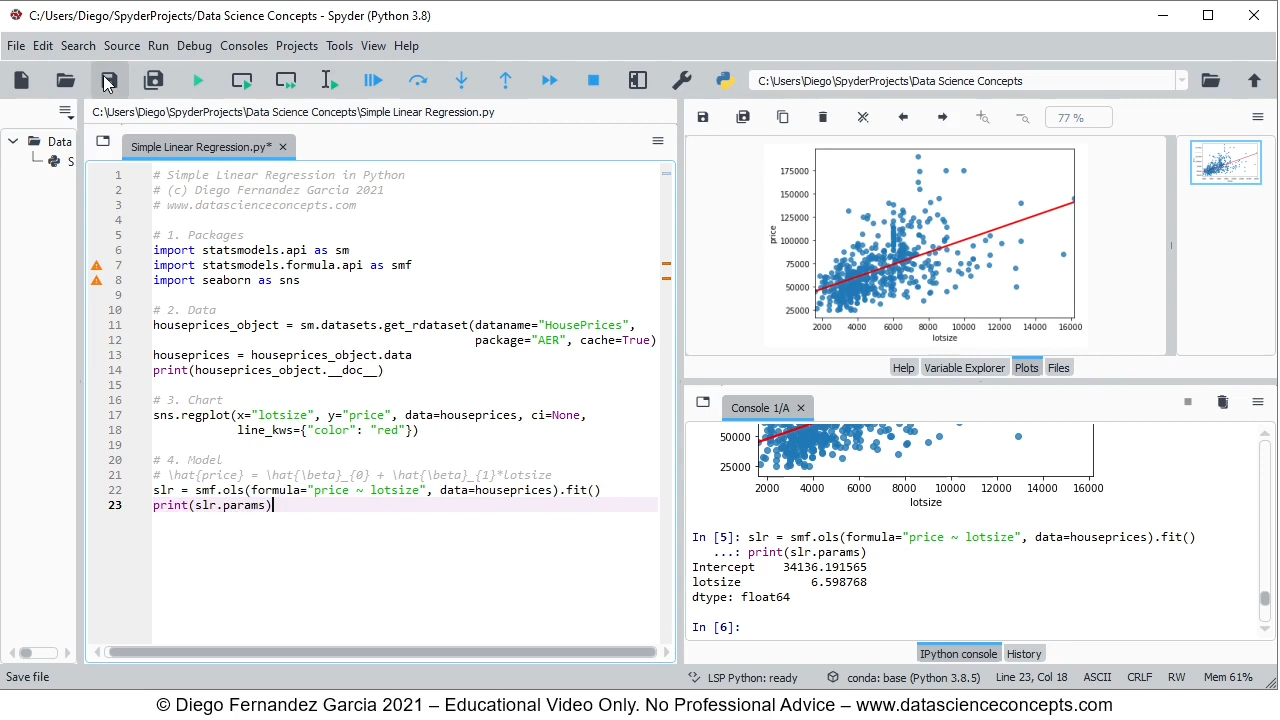 C:/Users/Diego/SpyderProjects/Data Science Concepts - Spyder (Python 3.8)
File Edit Search Source Run Debug Consoles Projects Tools View Help
C:\Users\Diego\SpyderProjects\Data Science Concepts
C:\Users\Diego\SpyderProjects\Data Science Concepts\Simple Linear Regression.py
77 %
Data
S
Simple Linear Regression.py*
1 # Simple Linear Regression in Python
2 # (c) Diego Fernandez Garcia 2021
3 # www.datascienceconcepts.com
4
5 # 1. Packages
6 import statsmodels.api as sm
7 import statsmodels.formula.api as smf
8 import seaborn as sns
9
10 # 2. Data
11 houseprices_object = sm.datasets.get_rdataset(dataname="HousePrices",
12 package="AER", cache=True)
13 houseprices = houseprices_object.data
14 print(houseprices_object.__doc__)
15
16 # 3. Chart
17 sns.regplot(x="lotsize", y="price", data=houseprices, ci=None,
18 line_kws={"color": "red"})
19
20 # 4. Model
21 # \hat{price} = \hat{\beta}_{0} + \hat{\beta}_{1}*lotsize
22 slr = smf.ols(formula="price ~ lotsize", data=houseprices).fit()
23 print(slr.params)
175000
150000
125000
100000
75000
50000
25000
price
2000 4000 6000 8000 10000 12000 14000 16000
lotsize
Help Variable Explorer Plots Files
Console 1/A
50000
25000
2000 4000 6000 8000 10000 12000 14000 16000
lotsize
In [5]: slr = smf.ols(formula="price ~ lotsize", data=houseprices).fit()
...: print(slr.params)
Intercept 34136.191565
lotsize 6.598768
dtype: float64
In [6]:
IPython console History
Save file
LSP Python: ready conda: base (Python 3.8.5) Line 23, Col 18 ASCII CRLF RW Mem 61%
© Diego Fernandez Garcia 2021 – Educational Video Only. No Professional Advice – www.datascienceconcepts.com